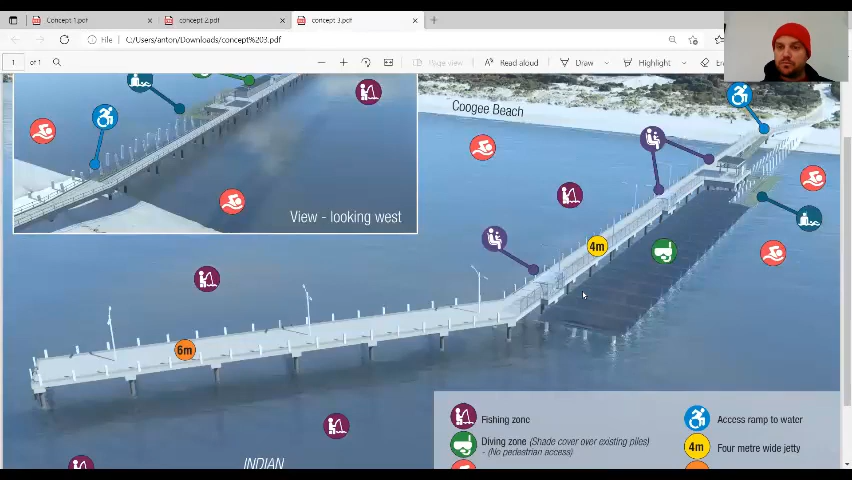 Concept 1.pdf
concept 2.pdf
concept 3.pdf
File
C:/Users/anton/Downloads/concept%203.pdf
1 of 1
Page view
Read aloud
Draw
Highlight
Coogee Beach
View - looking west
4m
6m
Fishing zone
Access ramp to water
Diving zone (Shade cover over existing piles)
- (No pedestrian access)
4m
Four metre wide jetty
INDIAN